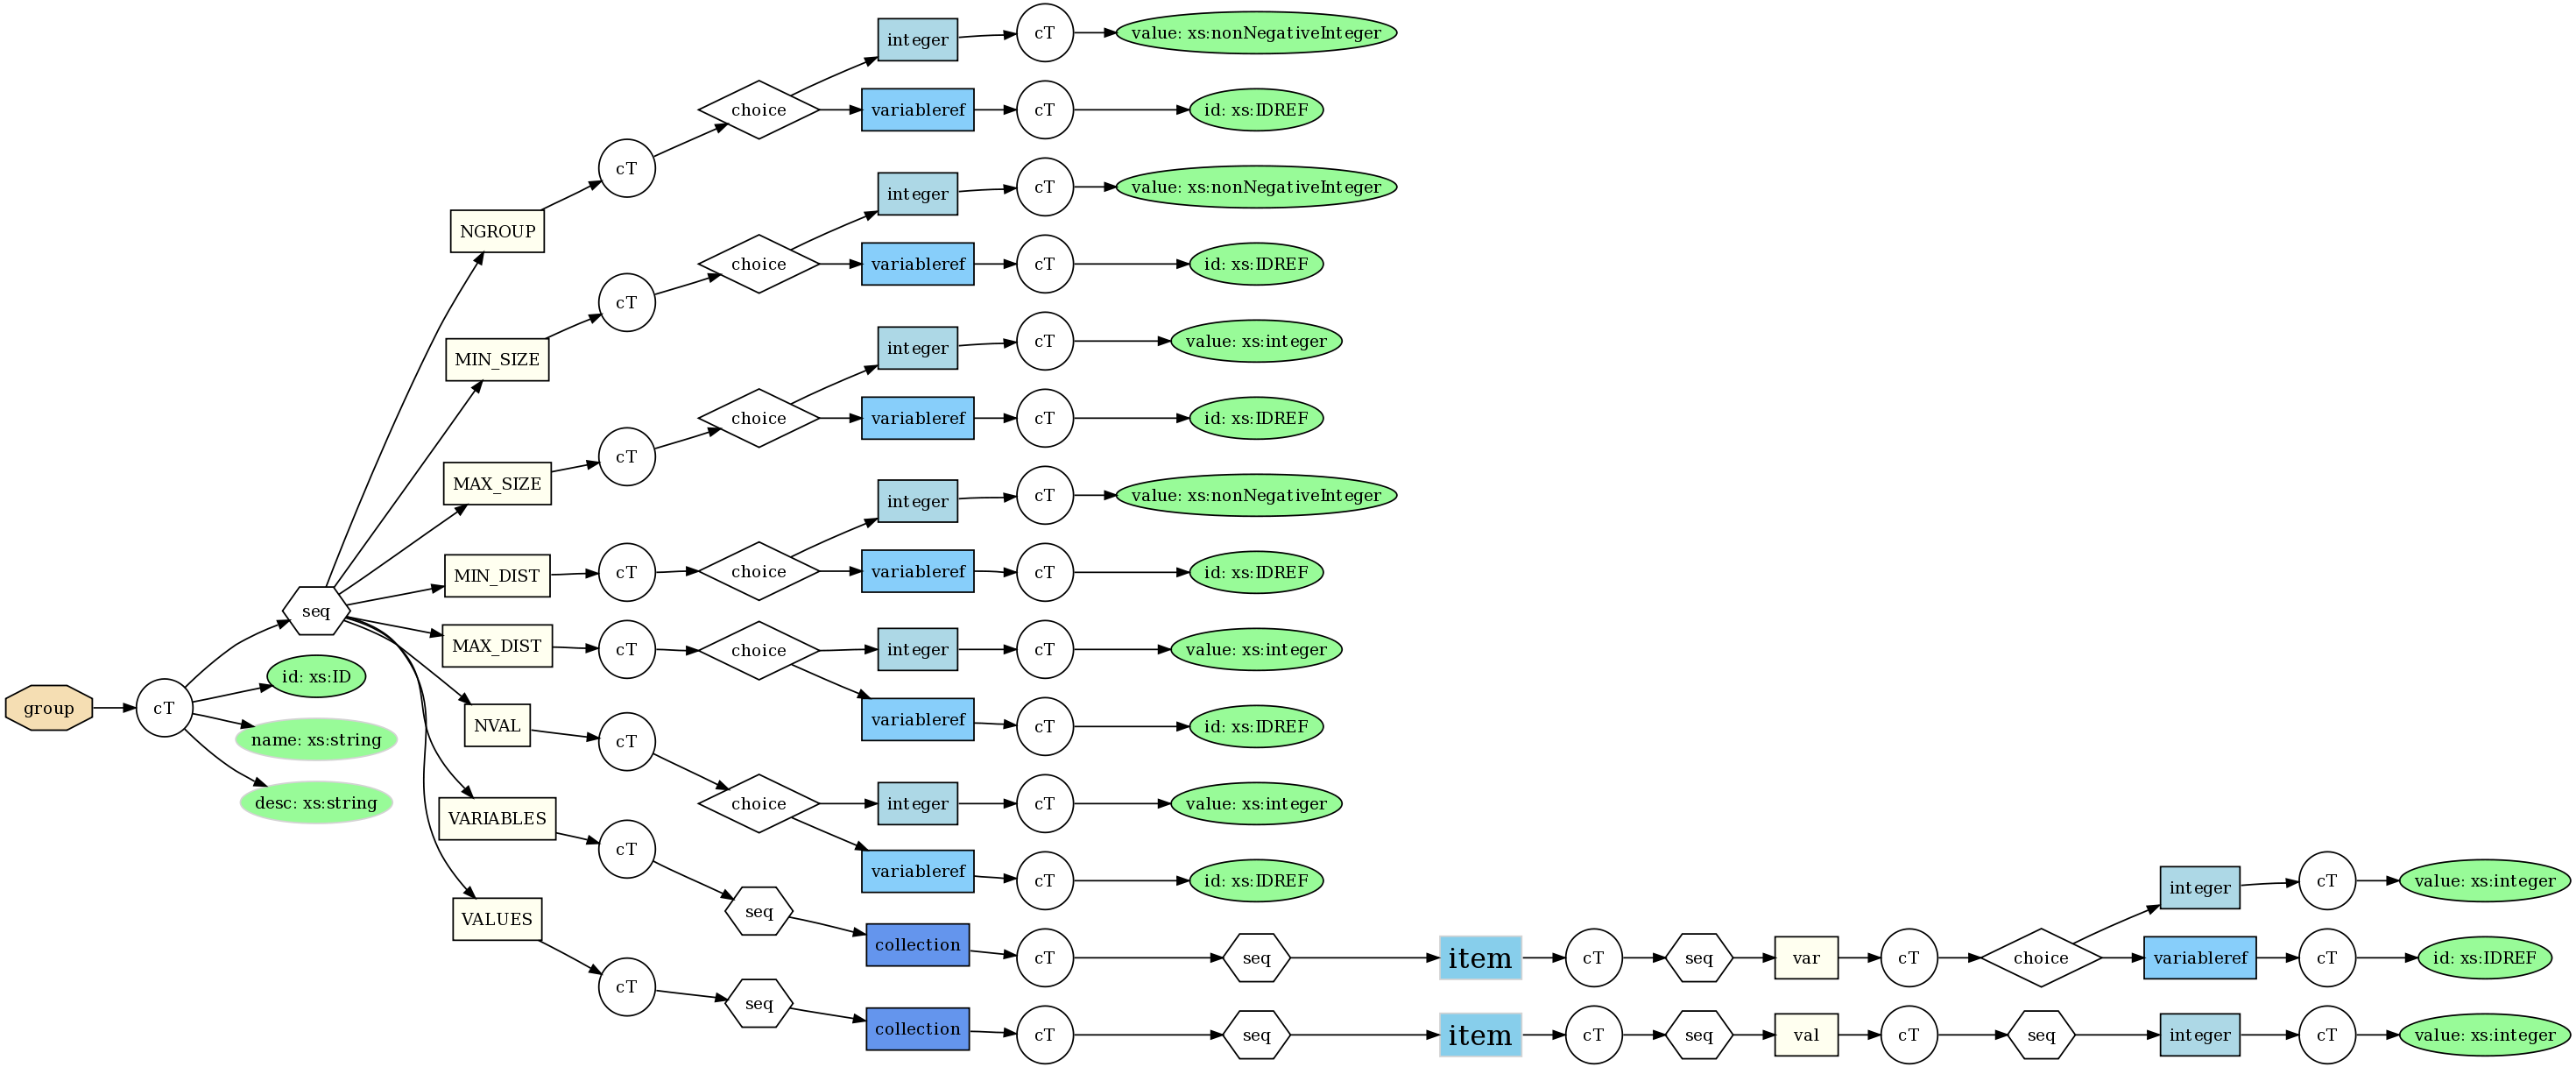 integer
cT
value: xs:nonNegativeInteger
choice
variableref
cT
id: xs:IDREF
cT
NGROUP
integer
cT
value: xs:nonNegativeInteger
choice
variableref
cT
id: xs:IDREF
cT
MIN_SIZE
integer
cT
value: xs:integer
choice
variableref
cT
id: xs:IDREF
cT
MAX_SIZE
integer
cT
value: xs:nonNegativeInteger
MIN_DIST
cT
choice
variableref
cT
id: xs:IDREF
seq
MAX_DIST
cT
choice
integer
cT
value: xs:integer
id: xs:ID
group
cT
variableref
cT
id: xs:IDREF
name: xs:string
NVAL
cT
desc: xs:string
choice
integer
cT
value: xs:integer
VARIABLES
cT
variableref
cT
id: xs:IDREF
integer
cT
value: xs:integer
VALUES
seq
collection
cT
seq
item
cT
seq
var
cT
choice
variableref
cT
id: xs:IDREF
cT
seq
collection
cT
seq
item
cT
seq
val
cT
seq
integer
cT
value: xs:integer